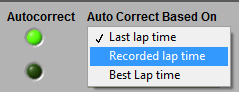 Autocorrect Auto Correct Based On
✓ Last lap time
Recorded lap time
Best Lap time